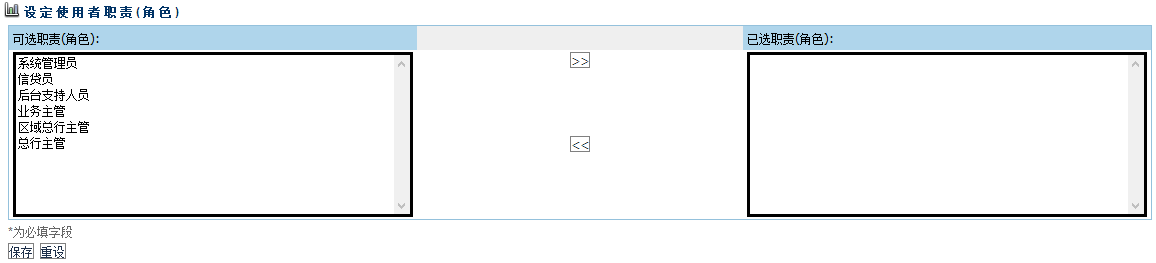 设定使用者职责(角色)
可选职责(角色):
已选职责(角色):
系统管理员
信贷员
后台支持人员
业务主管
区域总行主管
总行主管
>>
<<
*为必填字段
保存 重设